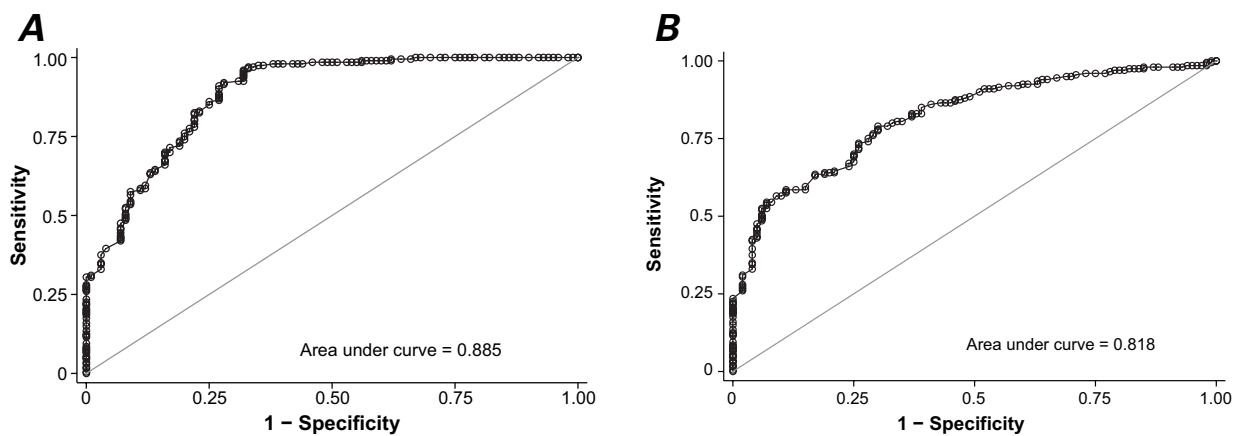 A
1.00
0.75
0.5
0.25
0
Sensitivity
Area under curve = 0.885
0 0.25 0.50 0.75 1.00
1 − Specificity
B
1.00
0.75
0.5
0.25
0
Sensitivity
Area under curve = 0.818
0 0.25 0.50 0.75 1.00
1 − Specificity